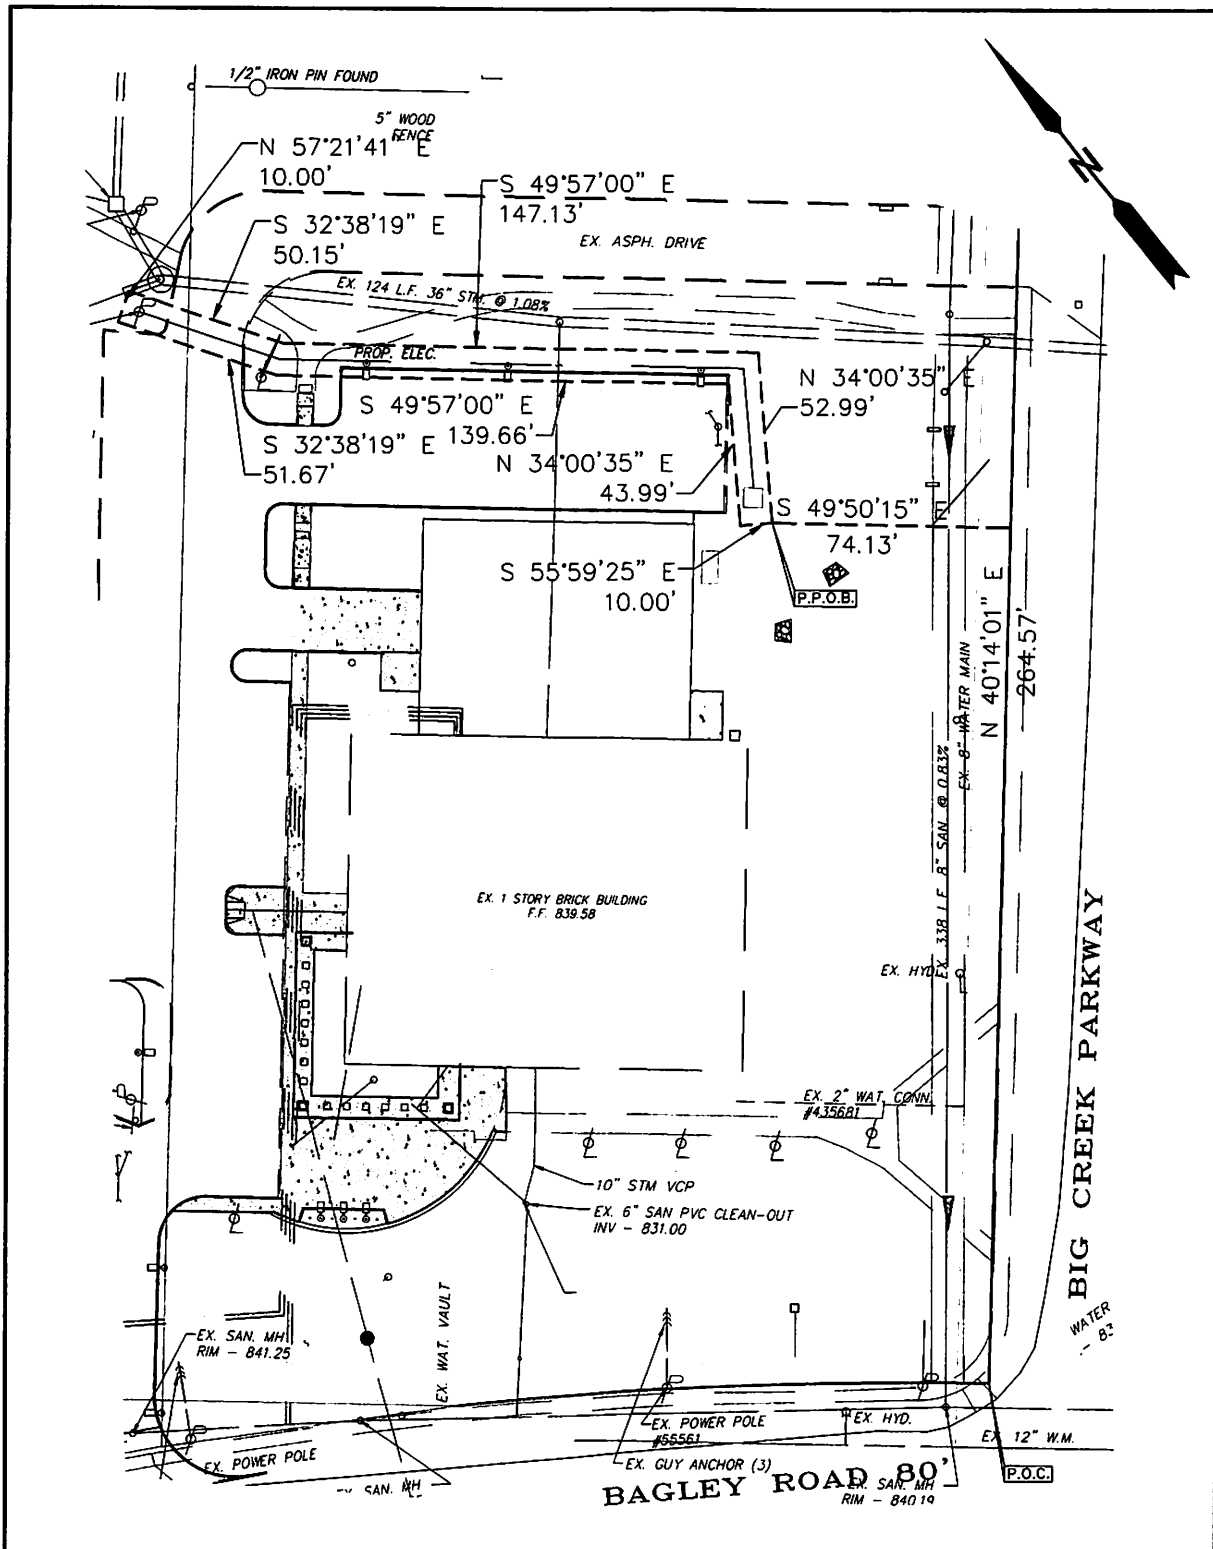 1/2" IRON PIN FOUND
5" WOOD
FENCE
N 57°21'41" E
10.00'
S 49°57'00" E
147.13'
S 32°38'19" E
50.15'
EX. ASPH. DRIVE
N
EX. 124 L.F. 36" STM. @ 1.08%
PROP. ELEC.
N 34°00'35" E
52.99'
S 49°57'00" E
139.66'
S 32°38'19" E
51.67'
N 34°00'35" E
43.99'
S 49°50'15" E
74.13'
S 55°59'25" E
10.00'
P.P.O.B.
N 40°14'01" E
264.57'
EX. 8" WATER MAIN
EX. 338 L.F. 8" SAN. @ 0.83%
EX. 1 STORY BRICK BUILDING
F.F. 839.58
EX. HYD.
BIG CREEK PARKWAY
EX. 2" WAT. CONN.
#435681
10" STM VCP
EX. 6" SAN PVC CLEAN-OUT
INV - 831.00
EX. WAT. VAULT
WATER
- 83
EX. SAN. MH
RIM - 841.25
EX. POWER POLE
#55561
EX. HYD.
EX. 12" W.M.
EX. POWER POLE
EX. GUY ANCHOR (3)
SAN. MH
BAGLEY ROAD 80'
EX. SAN. MH
RIM - 840.19
P.O.C.